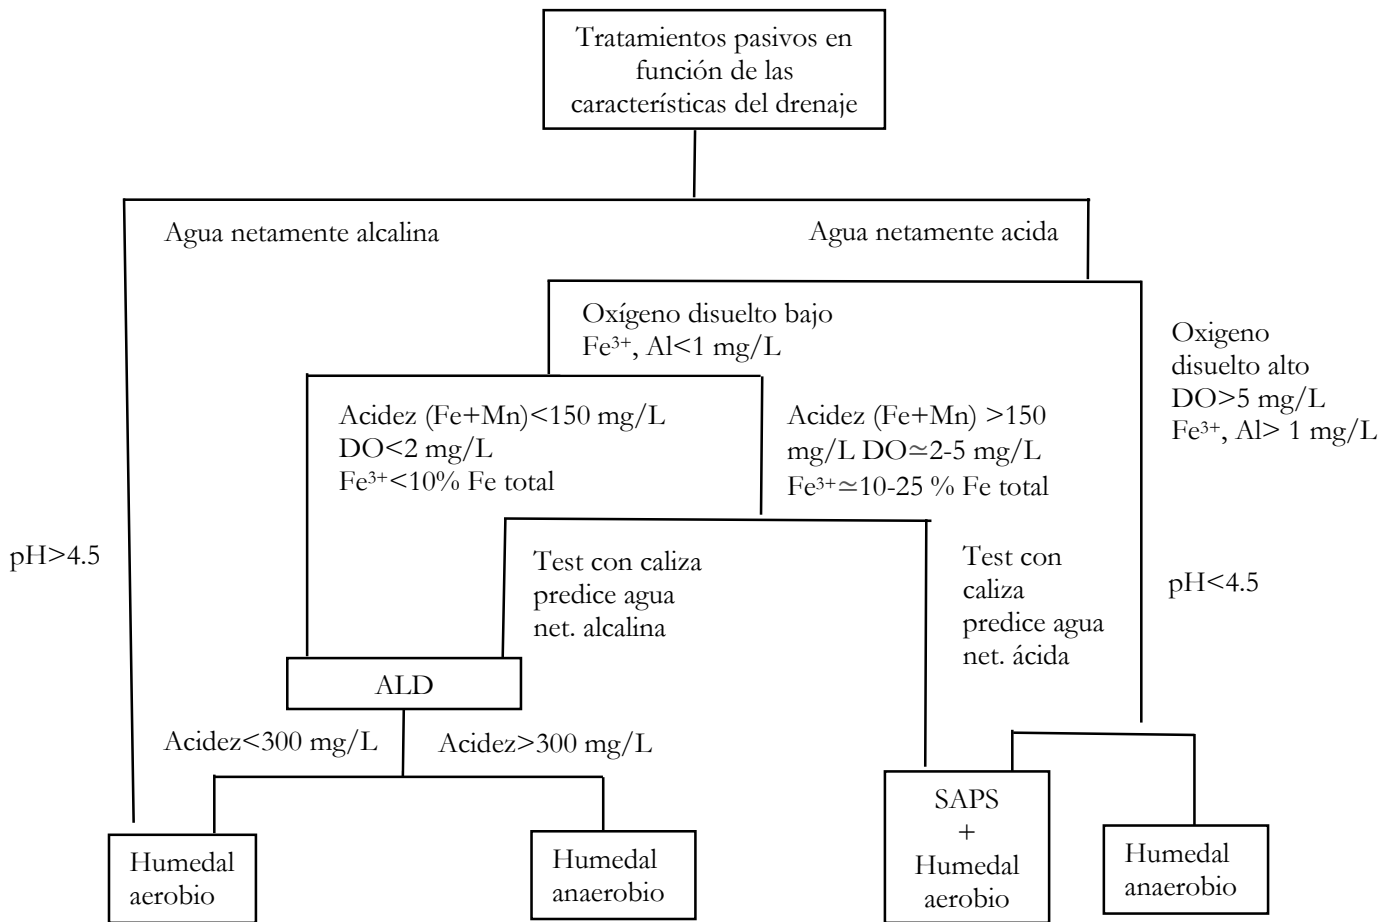 Tratamientos pasivos en
función de las
características del drenaje
Agua netamente alcalina
Agua netamente acida
Oxígeno disuelto bajo
Fe³⁺, Al<1 mg/L
Oxigeno
disuelto alto
DO>5 mg/L
Fe³⁺, Al> 1 mg/L
Acidez (Fe+Mn)<150 mg/L
DO<2 mg/L
Fe³⁺<10% Fe total
Acidez (Fe+Mn) >150
mg/L DO≃2-5 mg/L
Fe³⁺≃10-25 % Fe total
pH>4.5
Test con caliza
predice agua
net. alcalina
Test con
caliza
predice agua
net. ácida
pH<4.5
ALD
Acidez<300 mg/L
Acidez>300 mg/L
Humedal
aerobio
Humedal
anaerobio
SAPS
+
Humedal
aerobio
Humedal
anaerobio